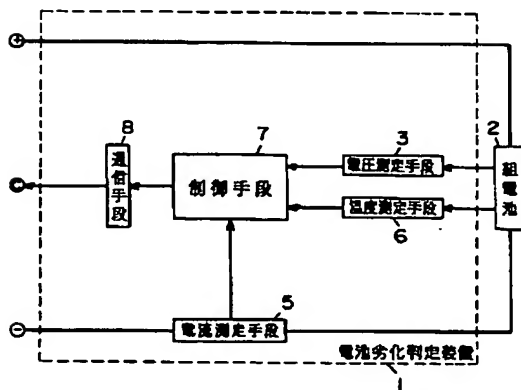 ⊕
8
通信手段
7
制御手段
3
電圧測定手段
2
組電池
温度測定手段
6
C
5
電流測定手段
⊖
電池劣化判定装置
1